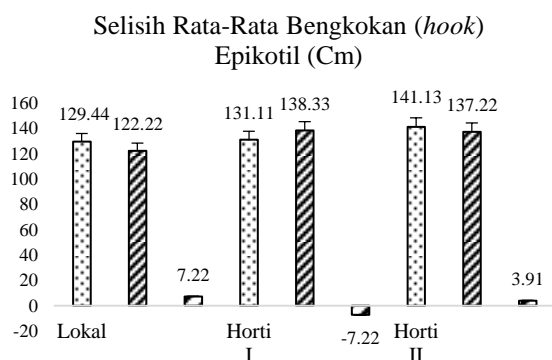 Selisih Rata-Rata Bengkokan (hook)
Epikotil (Cm)
160
140
120
100
80
60
40
20
0
-20
129.44
122.22
7.22
131.11
138.33
-7.22
141.13
137.22
3.91
Lokal
Horti
I
Horti
II